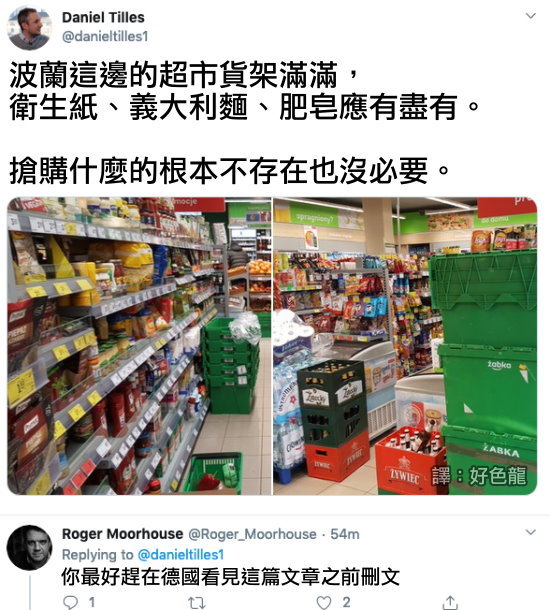 Daniel Tilles
@danieltilles1
波蘭這邊的超市貨架滿滿，
衛生紙、義大利麵、肥皂應有盡有。
搶購什麼的根本不存在也沒必要。
mocje
spragniony?
do domu
żabka
ŻABKA
ŻYWIEC
ŻYWIEC
譯：好色龍
Roger Moorhouse @Roger_Moorhouse · 54m
Replying to @danieltilles1
你最好趕在德國看見這篇文章之前刪文
1
2